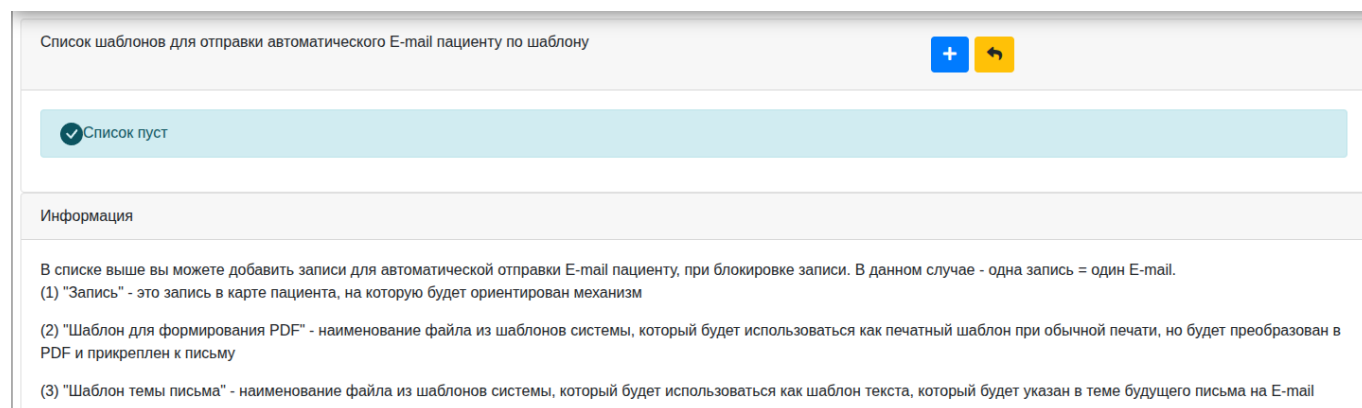 Список шаблонов для отправки автоматического E-mail пациенту по шаблону
Список пуст
Информация
В списке выше вы можете добавить записи для автоматической отправки E-mail пациенту, при блокировке записи. В данном случае - одна запись = один E-mail.
(1) "Запись" - это запись в карте пациента, на которую будет ориентирован механизм
(2) "Шаблон для формирования PDF" - наименование файла из шаблонов системы, который будет использоваться как печатный шаблон при обычной печати, но будет преобразован в
PDF и прикреплен к письму
(3) "Шаблон темы письма" - наименование файла из шаблонов системы, который будет использоваться как шаблон текста, который будет указан в теме будущего письма на E-mail